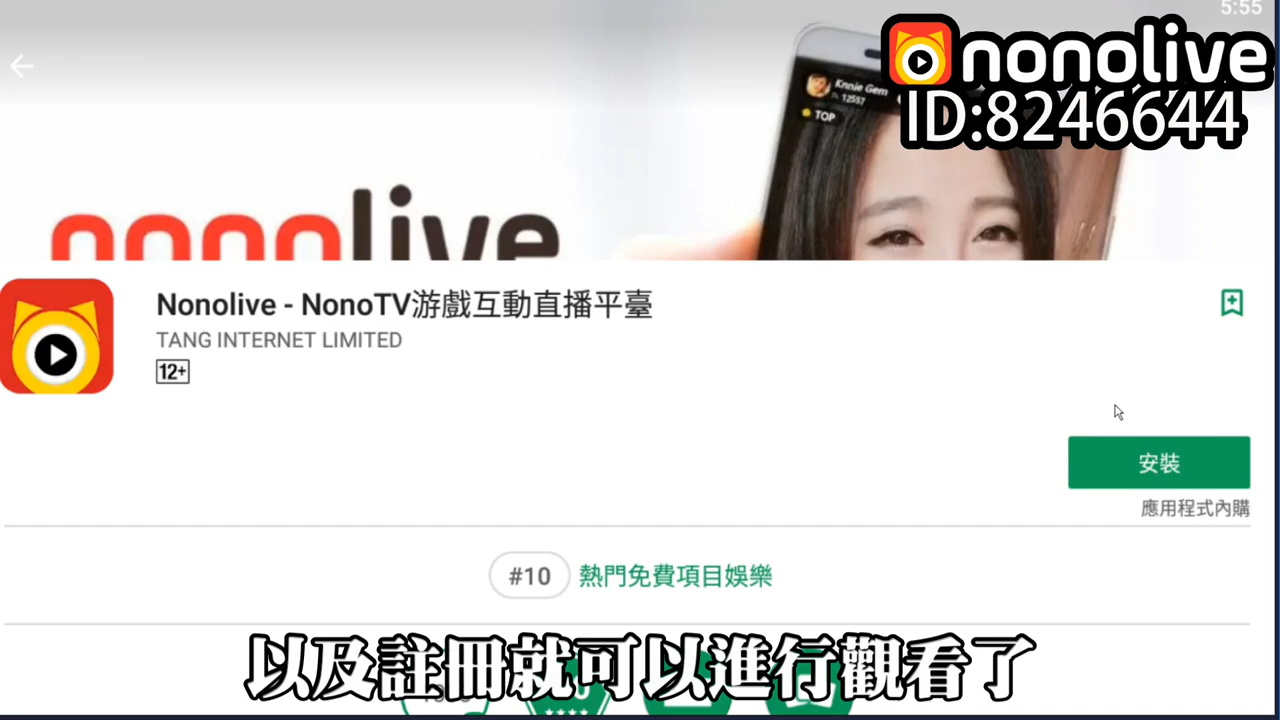 5:55
nonolive
ID:8246644
Knnie Gem
12557
TOP
nonolive
Nonolive - NonoTV游戲互動直播平臺
TANG INTERNET LIMITED
12+
安裝
應用程式內購
#10 熱門免費項目娛樂
以及註冊就可以進行觀看了